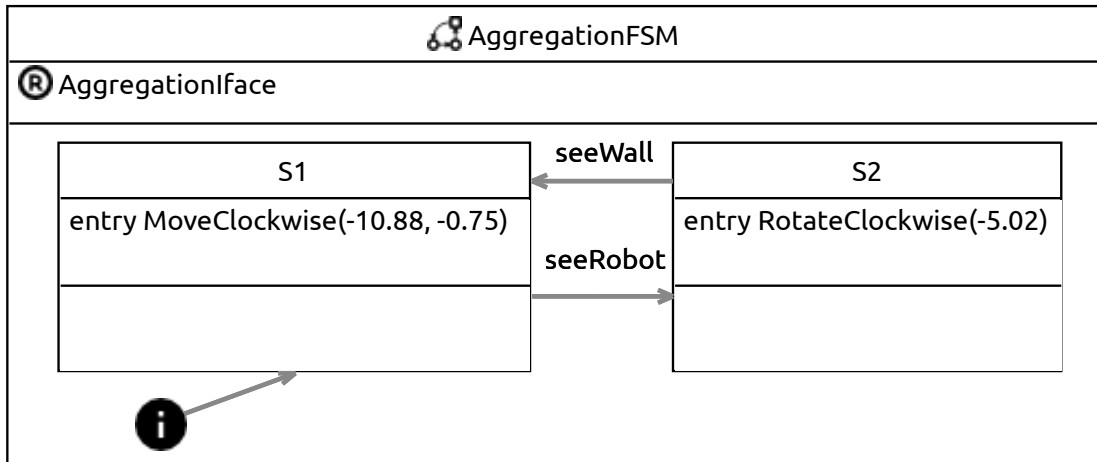 AggregationFSM
R AggregationIface
S1
entry MoveClockwise(-10.88, -0.75)
seeWall
seeRobot
S2
entry RotateClockwise(-5.02)
i